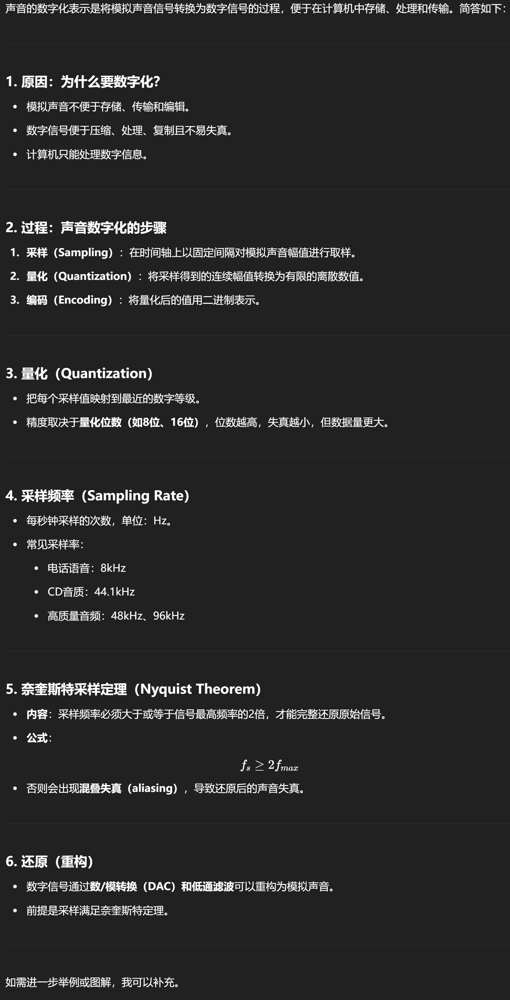 声音的数字化表示是将模拟声音信号转换为数字信号的过程，便于在计算机中存储、处理和传输。简答如下：
1. 原因：为什么要数字化？
• 模拟声音不便于存储、传输和编辑。
• 数字信号便于压缩、处理、复制且不易失真。
• 计算机只能处理数字信息。
2. 过程：声音数字化的步骤
1. 采样（Sampling）：在时间轴上以固定间隔对模拟声音幅值进行取样。
2. 量化（Quantization）：将采样得到的连续幅值转换为有限的离散数值。
3. 编码（Encoding）：将量化后的值用二进制表示。
3. 量化（Quantization）
• 把每个采样值映射到最近的数字等级。
• 精度取决于量化位数（如8位、16位），位数越高，失真越小，但数据量更大。
4. 采样频率（Sampling Rate）
• 每秒钟采样的次数，单位：Hz。
• 常见采样率：
• 电话语音：8kHz
• CD音质：44.1kHz
• 高质量音频：48kHz、96kHz
5. 奈奎斯特采样定理（Nyquist Theorem）
• 内容：采样频率必须大于或等于信号最高频率的2倍，才能完整还原原始信号。
• 公式：
$f_s \geq 2f_{max}$
• 否则会出现混叠失真（aliasing），导致还原后的声音失真。
6. 还原（重构）
• 数字信号通过数/模转换（DAC）和低通滤波可以重构为模拟声音。
• 前提是采样满足奈奎斯特定理。
如需进一步举例或图解，我可以补充。